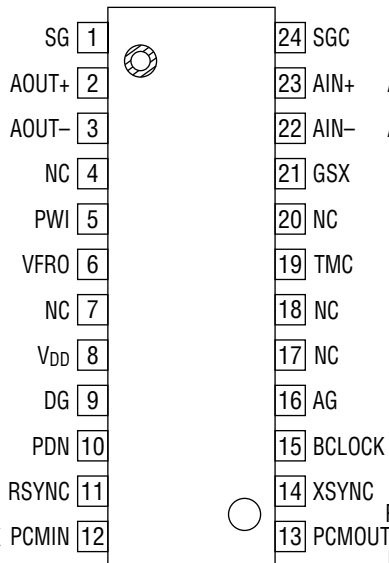 SG 1 24 SGC
AOUT+ 2 23 AIN+
AOUT– 3 22 AIN–
NC 4 21 GSX
PWI 5 20 NC
VFRO 6 19 TMC
NC 7 18 NC
VDD 8 17 NC
DG 9 16 AG
PDN 10 15 BCLOCK
RSYNC 11 14 XSYNC
PCMIN 12 13 PCMOUT